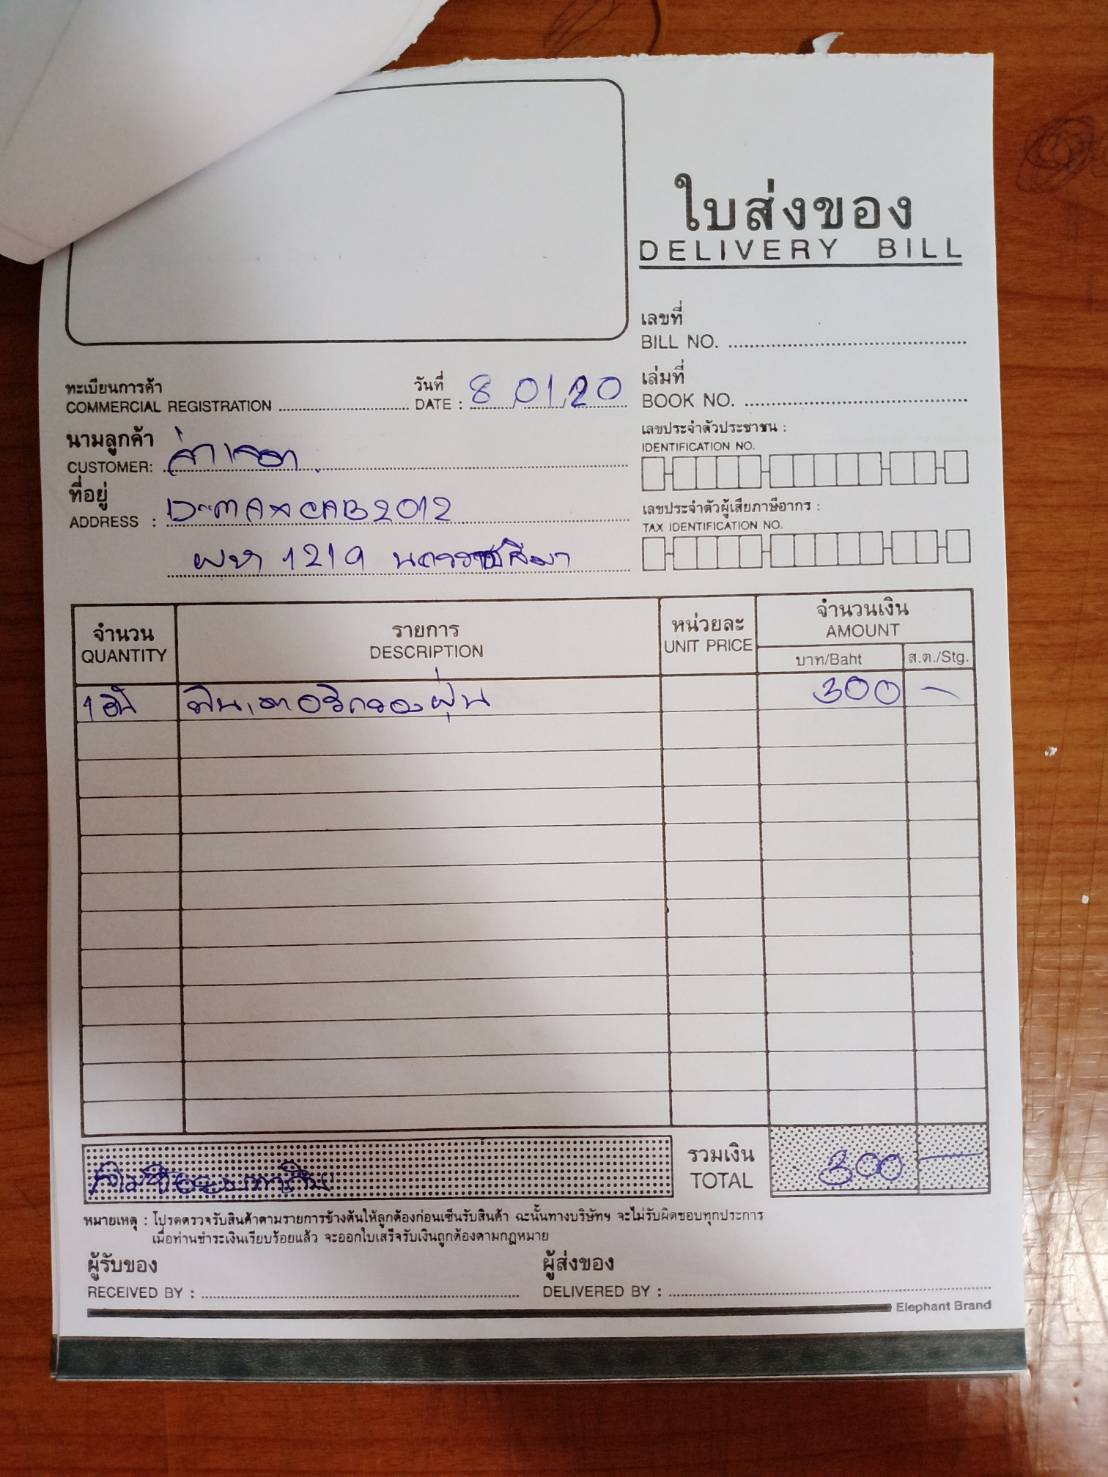 ใบส่งของ
DELIVERY BILL
เลขที่
BILL NO.
ทะเบียนการค้า
COMMERCIAL REGISTRATION
วันที่
DATE : 8 01 20
เล่มที่
BOOK NO.
นามลูกค้า
CUSTOMER:
เลขประจำตัวประชาชน :
IDENTIFICATION NO.
ที่อยู่
ADDRESS : D-MAX CAB 2012
1219 นครราชสีมา
เลขประจำตัวผู้เสียภาษีอากร :
TAX IDENTIFICATION NO.
จำนวน
QUANTITY
รายการ
DESCRIPTION
หน่วยละ
UNIT PRICE
จำนวนเงิน
AMOUNT
บาท/Baht
ส.ต./Stg.
1 300 -
รวมเงิน
TOTAL 300 -
หมายเหตุ : โปรดตรวจรับสินค้าตามรายการข้างต้นให้ลูกต้องก่อนเซ็นรับสินค้า ฉะนั้นทางบริษัทฯ จะไม่รับผิดชอบทุกประการ
เมื่อท่านชำระเงินเรียบร้อยแล้ว จะออกใบเสร็จรับเงินถูกต้องตามกฎหมาย
ผู้รับของ
RECEIVED BY :
ผู้ส่งของ
DELIVERED BY :
Elephant Brand